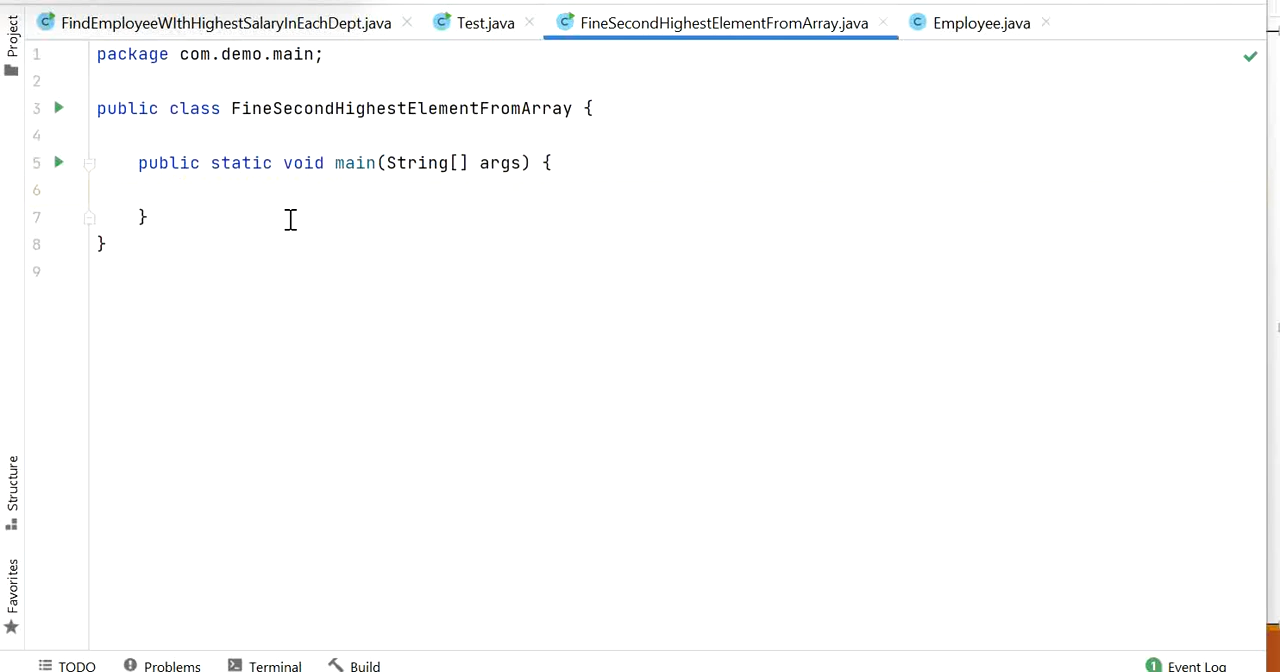 Project
FindEmployeeWIthHighestSalaryInEachDept.java
Test.java
FineSecondHighestElementFromArray.java
Employee.java
1 package com.demo.main;
2
3 public class FineSecondHighestElementFromArray {
4
5 public static void main(String[] args) {
6
7 }
8 }
9
Structure
Favorites
TODO
Problems
Terminal
Build
1 Event Log